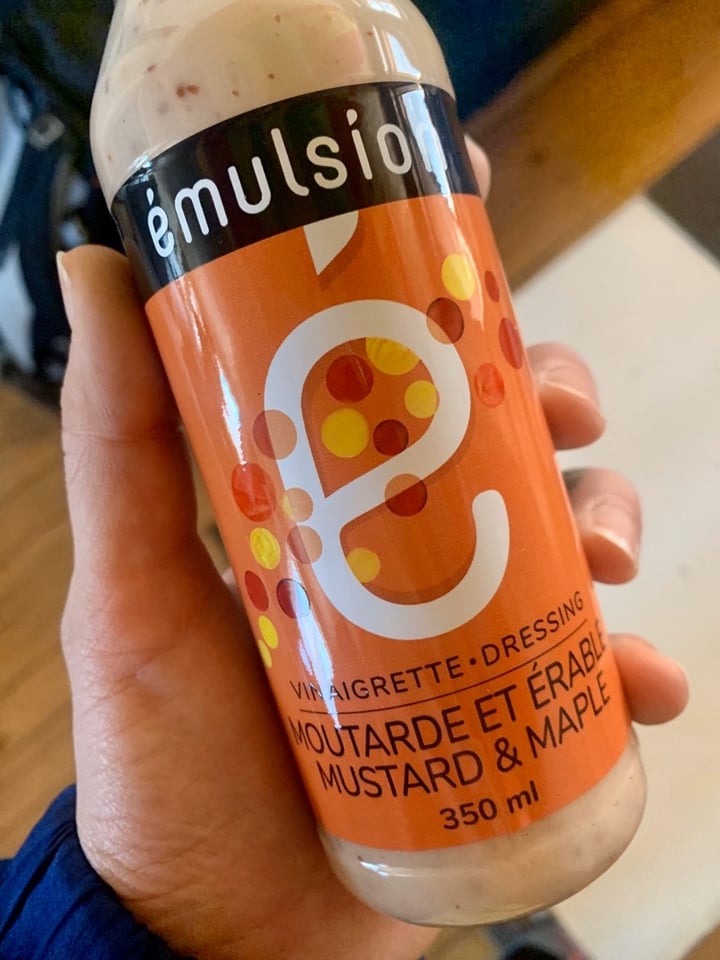 émulsion
é
VINAIGRETTE • DRESSING
MOUTARDE ET ÉRABLE
MUSTARD & MAPLE
350 ml